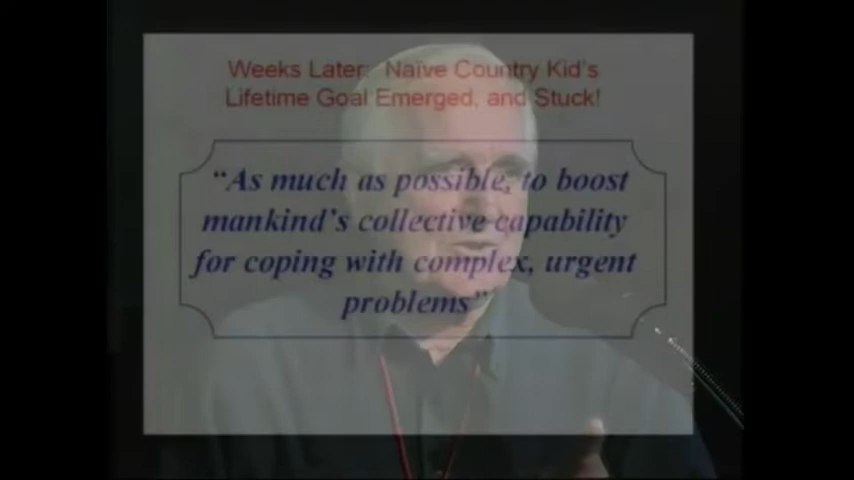 Weeks Later: Naïve Country Kid's
Lifetime Goal Emerged, and Stuck!
"As much as possible, to boost
mankind's collective capability
for coping with complex, urgent
problems"